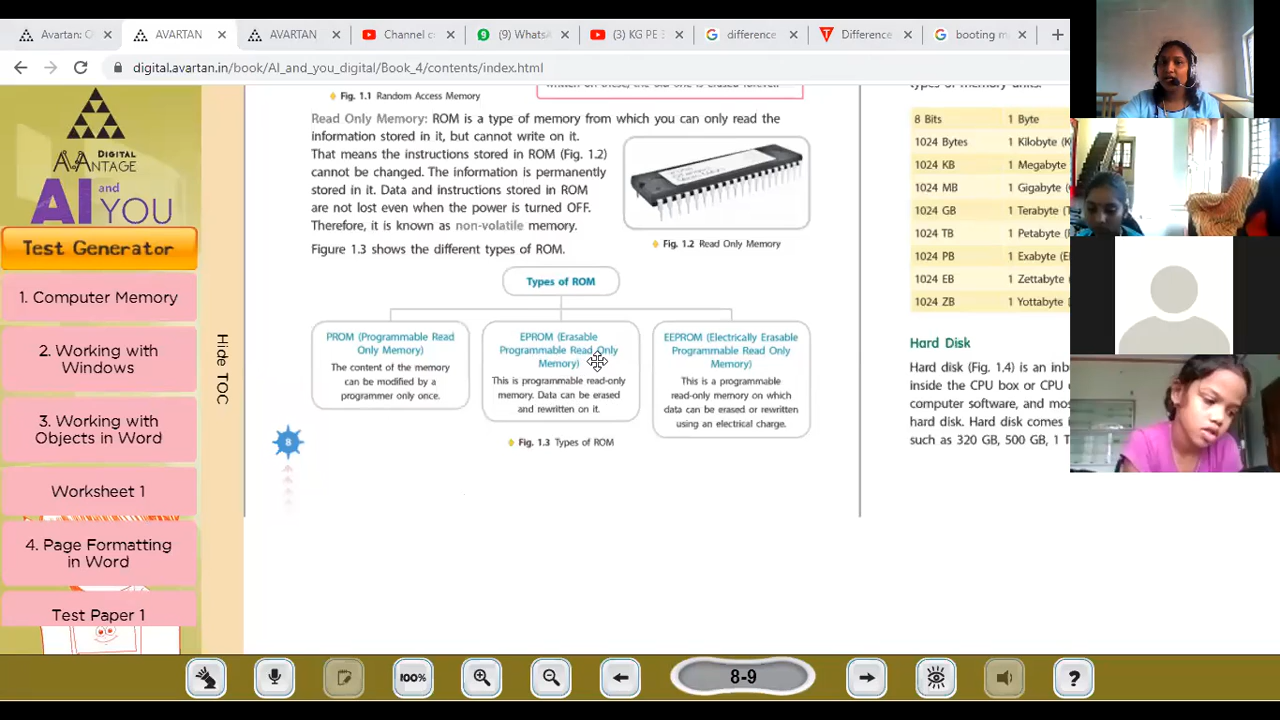 Avartan: O
AVARTAN
AVARTAN
Channel c
(9) WhatsA
(3) KG PE
difference
Difference
booting m
digital.avartan.in/book/AI_and_you_digital/Book_4/contents/index.html
DIGITAL
AVANTAGE
AI and YOU
Test Generator
1. Computer Memory
2. Working with
Windows
3. Working with
Objects in Word
Worksheet 1
4. Page Formatting
in Word
Test Paper 1
Hide TOC
Fig. 1.1 Random Access Memory
written on these, the old one is erased forever.
Read Only Memory: ROM is a type of memory from which you can only read the
information stored in it, but cannot write on it.
That means the instructions stored in ROM (Fig. 1.2)
cannot be changed. The information is permanently
stored in it. Data and instructions stored in ROM
are not lost even when the power is turned OFF.
Therefore, it is known as non-volatile memory.
Fig. 1.2 Read Only Memory
Figure 1.3 shows the different types of ROM.
Types of ROM
PROM (Programmable Read
Only Memory)
The content of the memory
can be modified by a
programmer only once.
EPROM (Erasable
Programmable Read Only
Memory)
This is programmable read-only
memory. Data can be erased
and rewritten on it.
EEPROM (Electrically Erasable
Programmable Read Only
Memory)
This is a programmable
read-only memory on which
data can be erased or rewritten
using an electrical charge.
8
Fig. 1.3 Types of ROM
types of memory units.
8 Bits 1 Byte
1024 Bytes 1 Kilobyte (
1024 KB 1 Megabyte
1024 MB 1 Gigabyte (
1024 GB 1 Terabyte (
1024 TB 1 Petabyte (
1024 PB 1 Exabyte (E
1024 EB 1 Zettabyte (
1024 ZB 1 Yottabyte (
Hard Disk
Hard disk (Fig. 1.4) is an inb
inside the CPU box or CPU
computer software, and mos
hard disk. Hard disk comes i
such as 320 GB, 500 GB, 1 T
100%
8-9
?